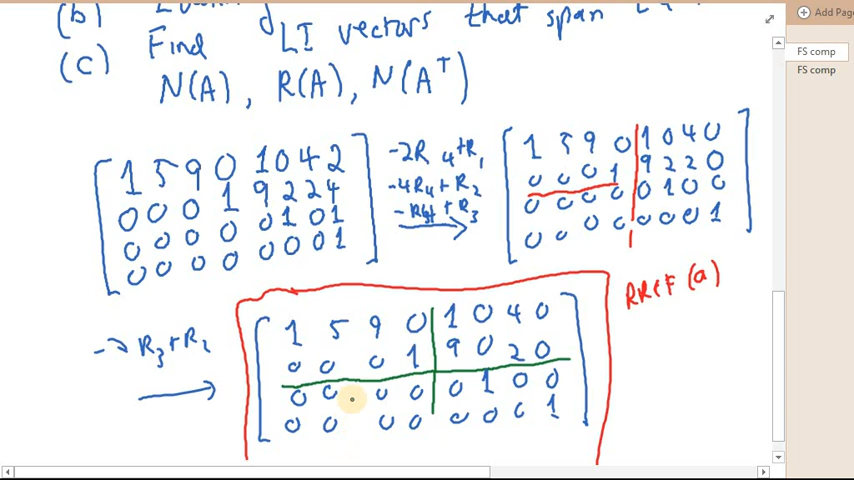 (b) LI vectors that span
(c) Find
N(A), R(A), N(A^T)
1 5 9 0 1 0 4 2
0 0 0 1 9 2 2 4
0 0 0 0 0 1 0 1
0 0 0 0 0 0 0 1
-2R4+R1
-4R4+R2
+R3
1 5 9 0 1 0 4 0
0 0 0 1 9 2 2 0
0 0 0 0 0 1 0 0
0 0 0 0 0 0 0 1
RREF (a)
R3+R2
1 5 9 0 1 0 4 0
0 0 0 1 9 0 2 0
0 0 0 0 0 1 0 0
0 0 0 0 0 0 0 1
Add Pag
FS comp
FS comp